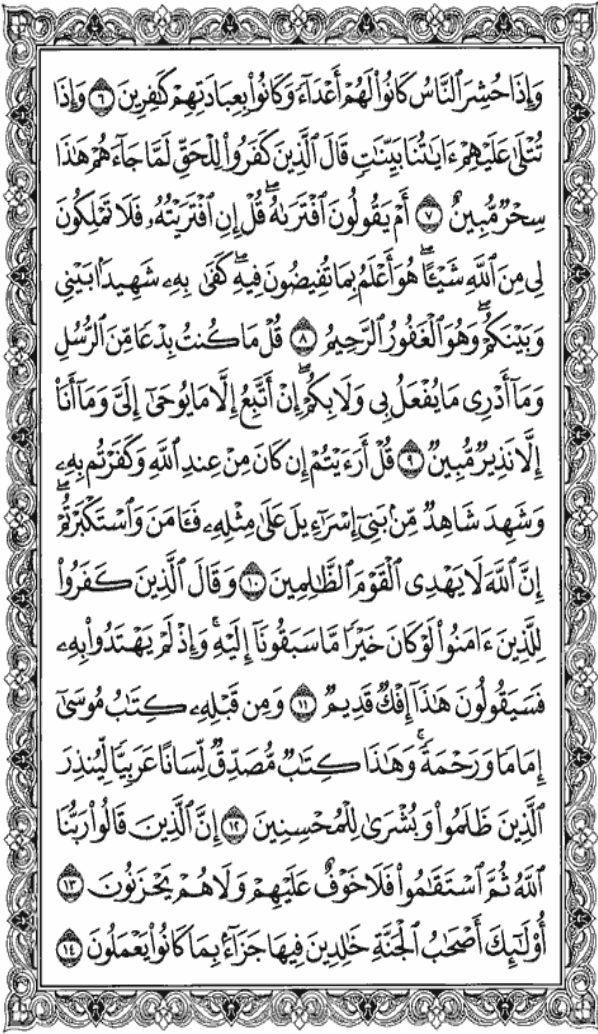 وَإِذَا حُشِرَ ٱلنَّاسُ كَانُوا۟ لَهُمْ أَعْدَآءً وَكَانُوا۟ بِعِبَادَتِهِمْ كَٰفِرِينَ ٦ وَإِذَا
تُتْلَىٰ عَلَيْهِمْ ءَايَٰتُنَا بَيِّنَٰتٍ قَالَ ٱلَّذِينَ كَفَرُوا۟ لِلْحَقِّ لَمَّا جَآءَهُمْ هَٰذَا
سِحْرٌ مُّبِينٌ ٧ أَمْ يَقُولُونَ ٱفْتَرَىٰهُ ۖ قُلْ إِنِ ٱفْتَرَيْتُهُۥ فَلَا تَمْلِكُونَ
لِى مِنَ ٱللَّهِ شَيْـًٔا ۖ هُوَ أَعْلَمُ بِمَا تُفِيضُونَ فِيهِ ۖ كَفَىٰ بِهِۦ شَهِيدًۢا بَيْنِى
وَبَيْنَكُمْ ۖ وَهُوَ ٱلْغَفُورُ ٱلرَّحِيمُ ٨ قُلْ مَا كُنتُ بِدْعًا مِّنَ ٱلرُّسُلِ
وَمَآ أَدْرِى مَا يُفْعَلُ بِى وَلَا بِكُمْ ۖ إِنْ أَتَّبِعُ إِلَّا مَا يُوحَىٰٓ إِلَىَّ وَمَآ أَنَا۠
إِلَّا نَذِيرٌ مُّبِينٌ ٩ قُلْ أَرَءَيْتُمْ إِن كَانَ مِنْ عِندِ ٱللَّهِ وَكَفَرْتُم بِهِۦ
وَشَهِدَ شَاهِدٌ مِّنۢ بَنِىٓ إِسْرَٰٓءِيلَ عَلَىٰ مِثْلِهِۦ فَـَٔامَنَ وَٱسْتَكْبَرْتُمْ ۖ
إِنَّ ٱللَّهَ لَا يَهْدِى ٱلْقَوْمَ ٱلظَّٰلِمِينَ ١٠ وَقَالَ ٱلَّذِينَ كَفَرُوا۟
لِلَّذِينَ ءَامَنُوا۟ لَوْ كَانَ خَيْرًا مَّا سَبَقُونَآ إِلَيْهِ ۚ وَإِذْ لَمْ يَهْتَدُوا۟ بِهِۦ
فَسَيَقُولُونَ هَٰذَآ إِفْكٌ قَدِيمٌ ١١ وَمِن قَبْلِهِۦ كِتَٰبُ مُوسَىٰٓ
إِمَامًا وَرَحْمَةً ۚ وَهَٰذَا كِتَٰبٌ مُّصَدِّقٌ لِّسَانًا عَرَبِيًّا لِّيُنذِرَ
ٱلَّذِينَ ظَلَمُوا۟ وَبُشْرَىٰ لِلْمُحْسِنِينَ ١٢ إِنَّ ٱلَّذِينَ قَالُوا۟ رَبُّنَا
ٱللَّهُ ثُمَّ ٱسْتَقَٰمُوا۟ فَلَا خَوْفٌ عَلَيْهِمْ وَلَا هُمْ يَحْزَنُونَ ١٣
أُو۟لَٰٓئِكَ أَصْحَٰبُ ٱلْجَنَّةِ خَٰلِدِينَ فِيهَا جَزَآءًۢ بِمَا كَانُوا۟ يَعْمَلُونَ ١٤